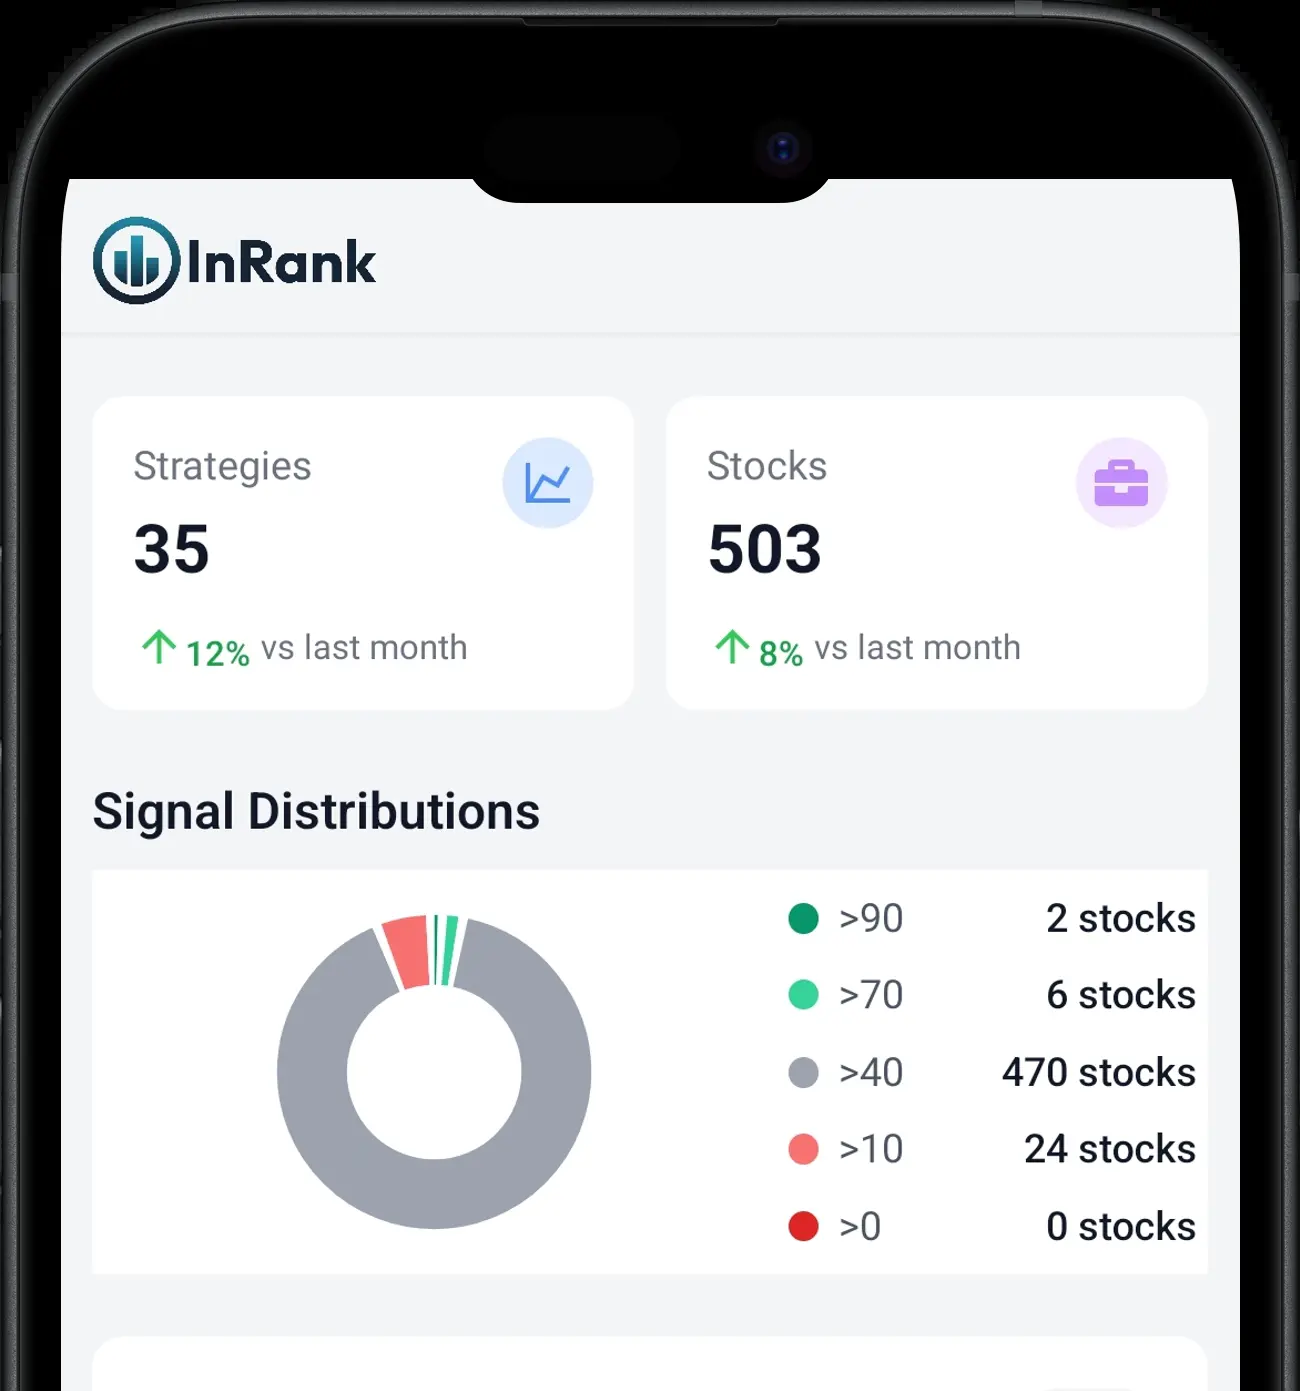 InRank
Strategies
35
12% vs last month
Stocks
503
8% vs last month
Signal Distributions
>90 2 stocks
>70 6 stocks
>40 470 stocks
>10 24 stocks
>0 0 stocks